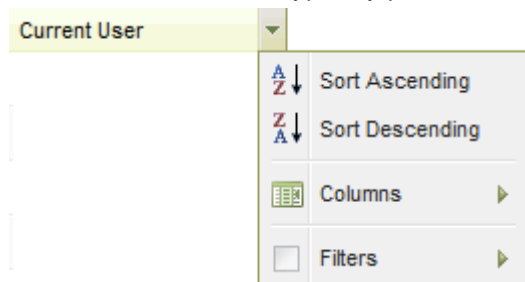 Current User
Sort Ascending
Sort Descending
Columns
Filters